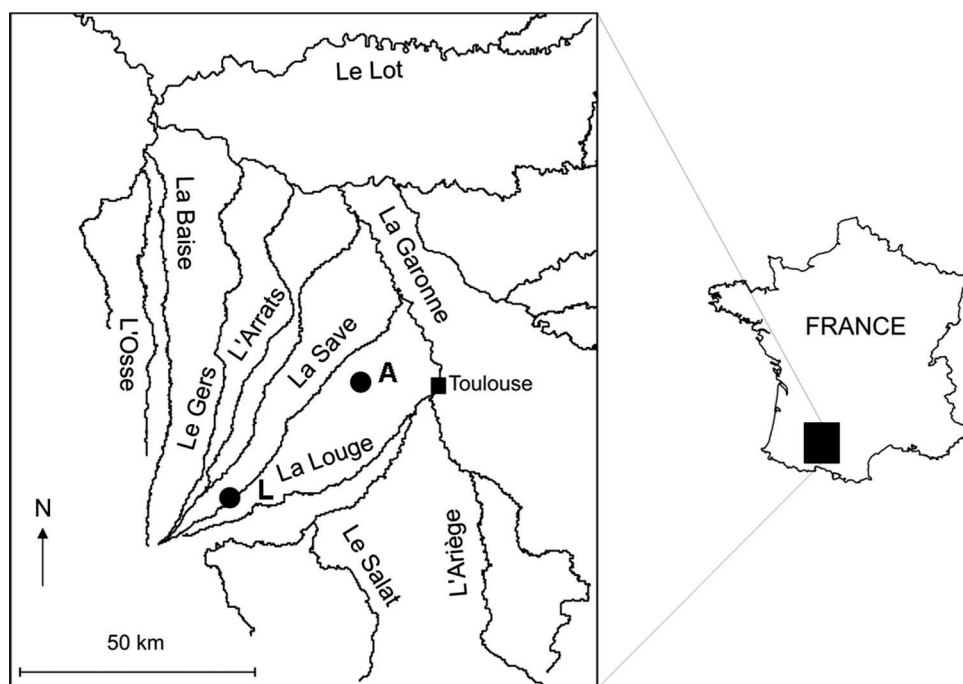 Le Lot
La Baise
La Garonne
L'Osse
L'Arrats
La Save
FRANCE
Le Gers
A
Toulouse
La Louge
L
N
Le Salat
L'Ariège
50 km